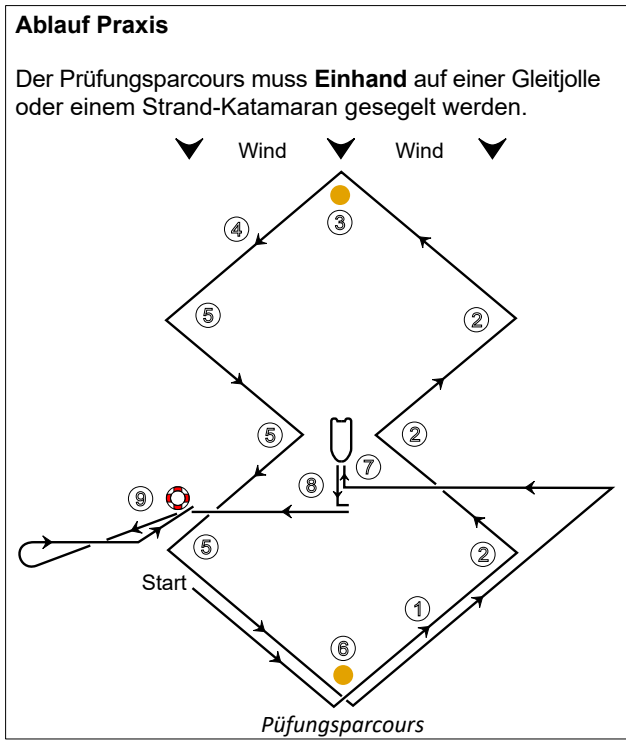 Ablauf Praxis
Der Prüfungsparcours muss Einhand auf einer Gleitjolle
oder einem Strand-Katamaran gesegelt werden.
Wind Wind
③
④
⑤ ②
⑤ ②
⑧ ⑦
⑨
⑤ ②
Start ①
⑥
Püfungsparcours